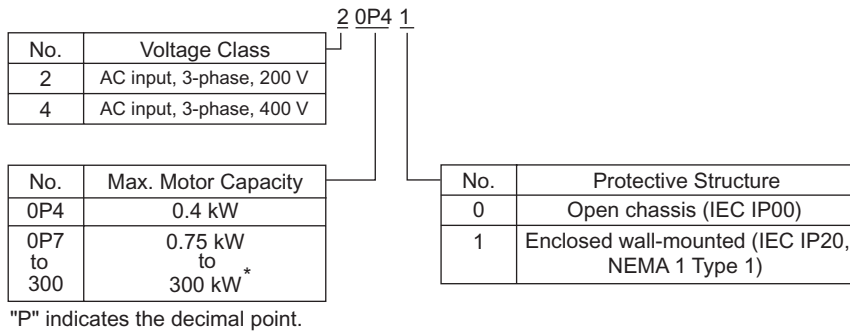 2 0P4 1
No. Voltage Class
2 AC input, 3-phase, 200 V
4 AC input, 3-phase, 400 V
No. Max. Motor Capacity
0P4 0.4 kW
0P7 0.75 kW
to to
300 300 kW*
"P" indicates the decimal point.
No. Protective Structure
0 Open chassis (IEC IP00)
1 Enclosed wall-mounted (IEC IP20,
NEMA 1 Type 1)